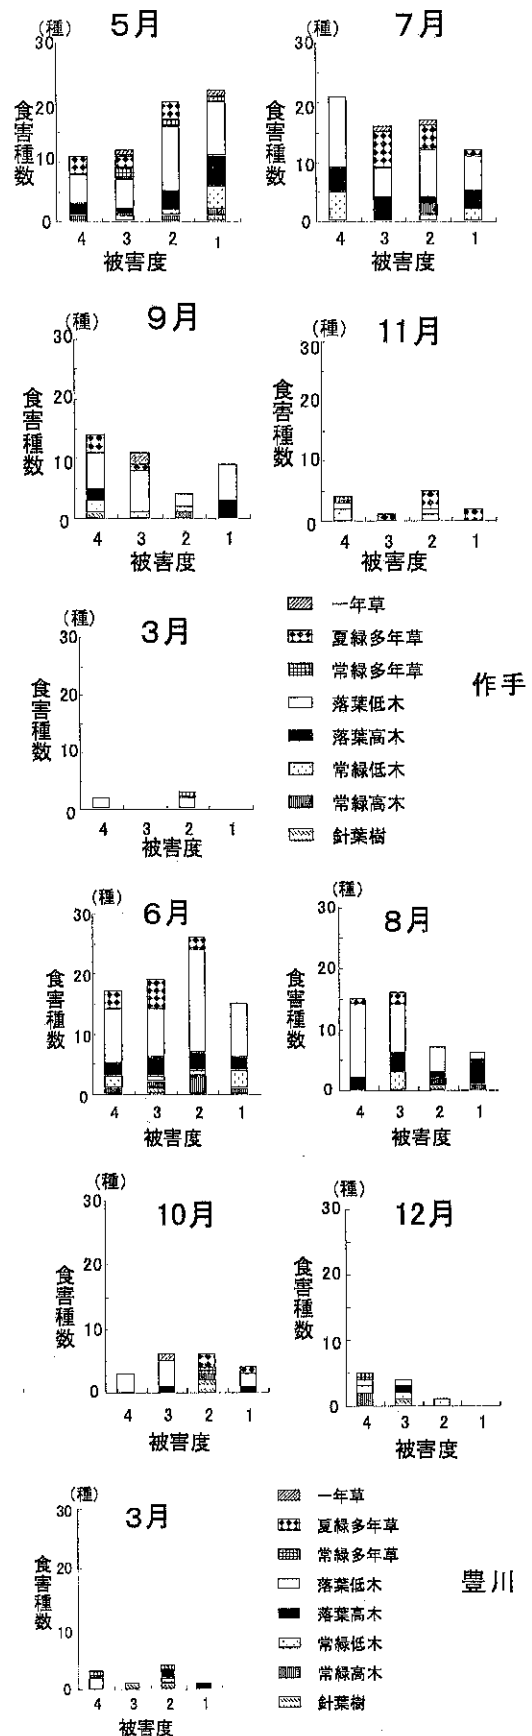 5月
(種)
30
20
10
0
食害種数
4 3 2 1
被害度
7月
(種)
30
20
10
0
食害種数
4 3 2 1
被害度
9月
(種)
30
20
10
0
食害種数
4 3 2 1
被害度
11月
(種)
30
20
10
0
食害種数
4 3 2 1
被害度
3月
(種)
30
20
10
0
食害種数
4 3 2 1
被害度
一年草
夏緑多年草
常緑多年草
落葉低木
落葉高木
常緑低木
常緑高木
針葉樹
作手
6月
(種)
30
20
10
0
食害種数
4 3 2 1
被害度
8月
(種)
30
20
10
0
食害種数
4 3 2 1
被害度
10月
(種)
30
20
10
0
食害種数
4 3 2 1
被害度
12月
(種)
30
20
10
0
食害種数
4 3 2 1
被害度
3月
(種)
30
20
10
0
食害種数
4 3 2 1
被害度
一年草
夏緑多年草
常緑多年草
落葉低木
落葉高木
常緑低木
常緑高木
針葉樹
豊川